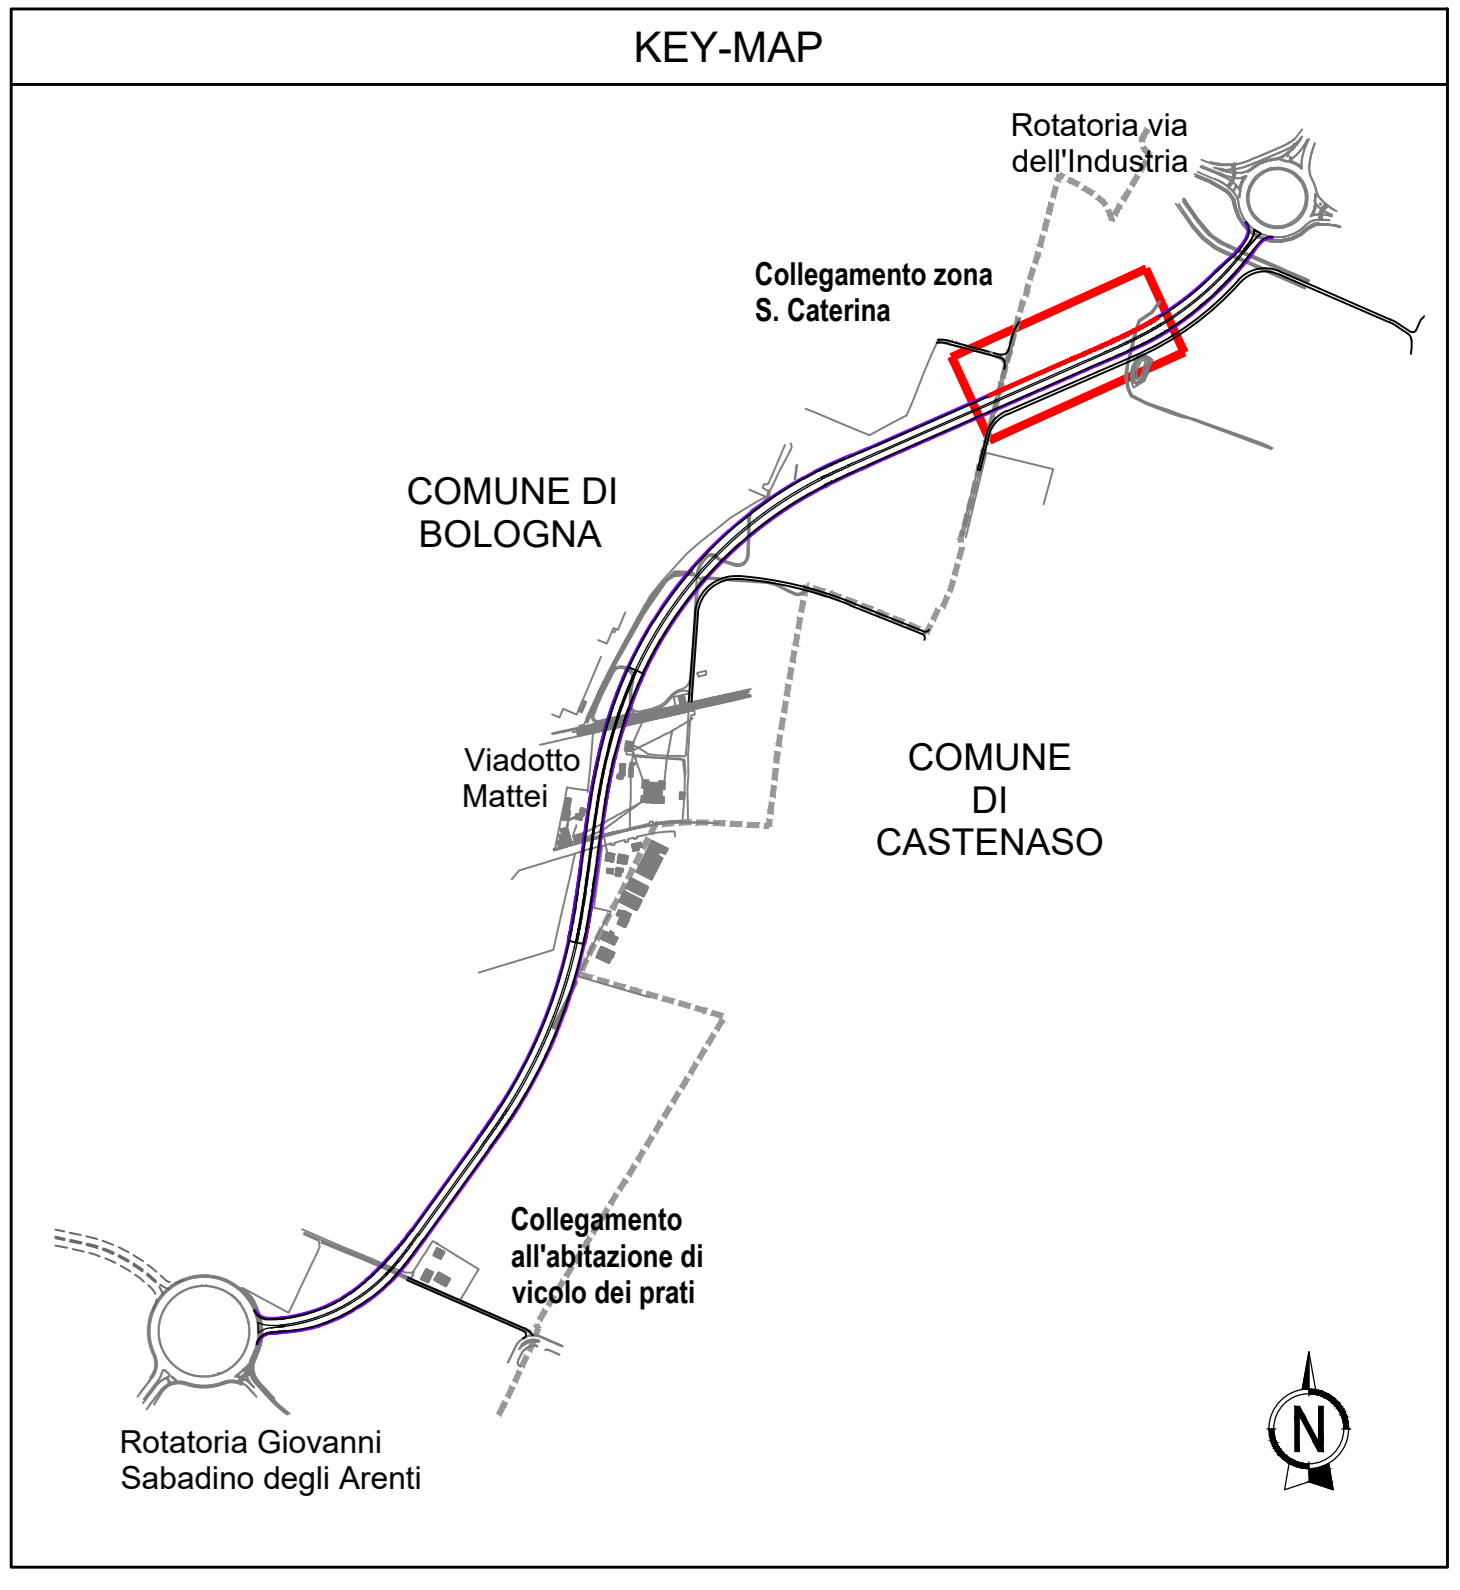 KEY-MAP
Rotatoria via
dell'Industria
Collegamento zona
S. Caterina
COMUNE DI
BOLOGNA
Viadotto
Mattei
COMUNE
DI
CASTENASO
Collegamento
all'abitazione di
vicolo dei prati
Rotatoria Giovanni
Sabadino degli Arenti
N